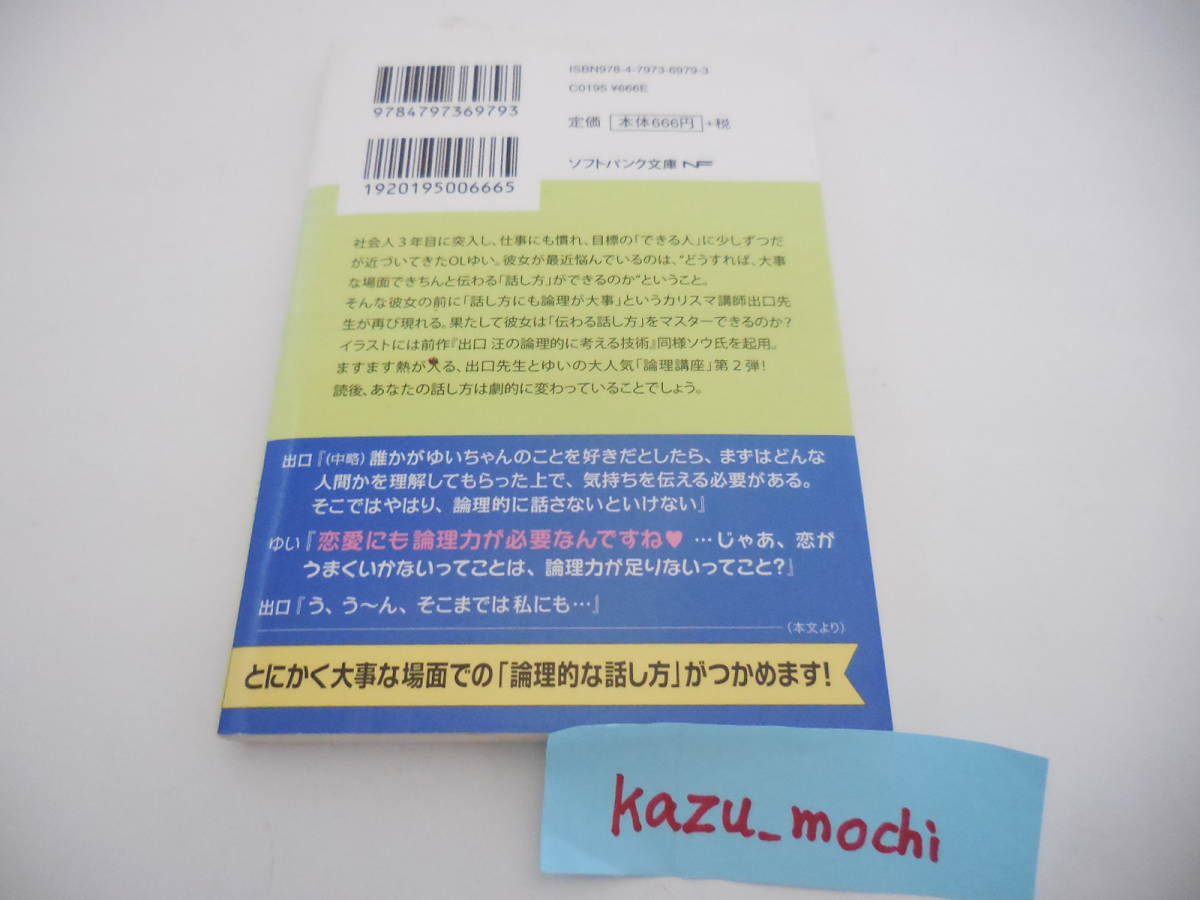 ISBN978-4-7973-6979-3
C0195 ¥666E
9784797369793
定価 本体666円 +税
ソフトバンク文庫 NF
1920195006665
社会人3年目に突入し、仕事にも慣れ、目標の「できる人」に少しずつだ
が近づいてきたOLゆい。彼女が最近悩んでいるのは、“どうすれば、大事
な場面できちんと伝わる「話し方」ができるのか”ということ。
そんな彼女の前に「話し方にも論理が大事」というカリスマ講師出口先
生が再び現れる。果たして彼女は「伝わる話し方」をマスターできるのか?
イラストには前作『出口 汪の論理的に考える技術』同様ソウ氏を起用。
ますます熱が入る、出口先生とゆいの大人気「論理講座」第2弾!
読後、あなたの話し方は劇的に変わっていることでしょう。
出口『(中略)誰かがゆいちゃんのことを好きだとしたら、まずはどんな
人間かを理解してもらった上で、気持ちを伝える必要がある。
そこではやはり、論理的に話さないといけない』
ゆい『恋愛にも論理力が必要なんですね♥ …じゃあ、恋が
うまくいかないってことは、論理力が足りないってこと?』
出口『う、う〜ん、そこまでは私にも…』
(本文より)
とにかく大事な場面での「論理的な話し方」がつかめます!
kazu_mochi